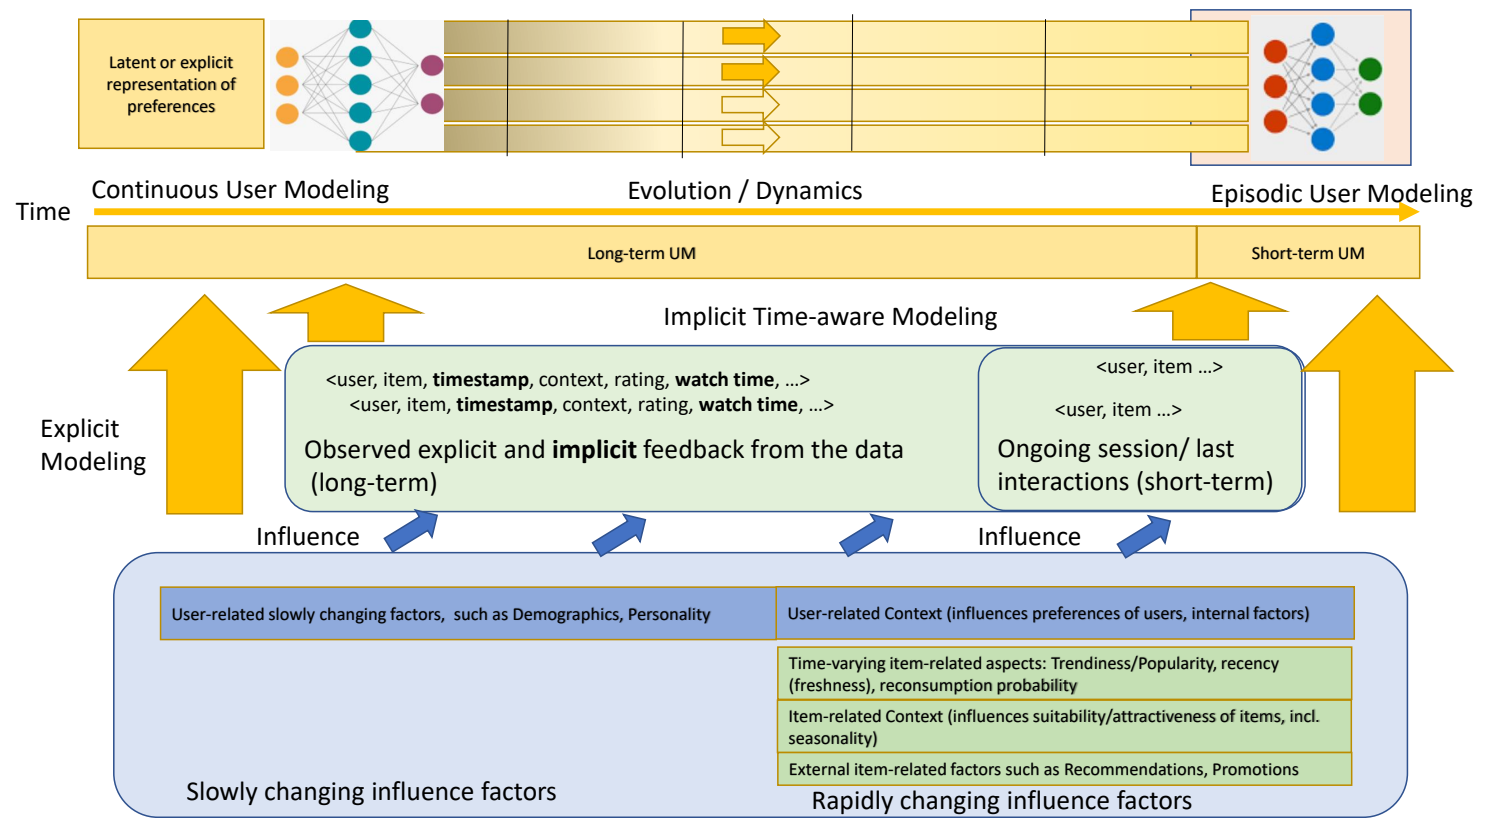 Latent or explicit
representation of
preferences
Continuous User Modeling
Evolution / Dynamics
Episodic User Modeling
Time
Long-term UM
Short-term UM
Implicit Time-aware Modeling
<user, item, timestamp, context, rating, watch time, …>
<user, item, timestamp, context, rating, watch time, …>
Observed explicit and implicit feedback from the data
(long-term)
<user, item …>
<user, item …>
Ongoing session/ last
interactions (short-term)
Explicit
Modeling
Influence
Influence
User-related slowly changing factors, such as Demographics, Personality
User-related Context (influences preferences of users, internal factors)
Time-varying item-related aspects: Trendiness/Popularity, recency
(freshness), reconsumption probability
Item-related Context (influences suitability/attractiveness of items, incl.
seasonality)
External item-related factors such as Recommendations, Promotions
Slowly changing influence factors
Rapidly changing influence factors